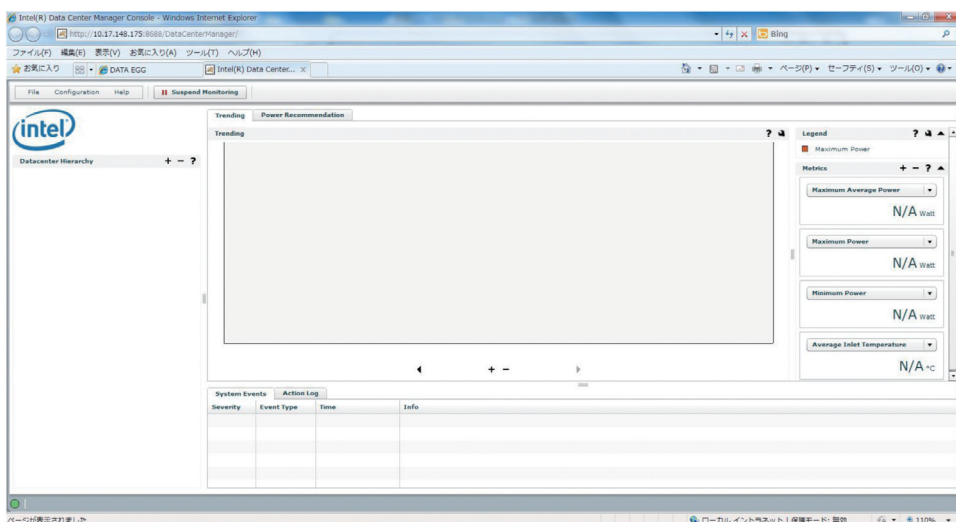 Intel(R) Data Center Manager Console - Windows Internet Explorer
http://10.17.148.175:8688/DataCenterManager/
Bing
ファイル(F) 編集(E) 表示(V) お気に入り(A) ツール(T) ヘルプ(H)
お気に入り DATA EGG Intel(R) Data Center... ページ(P) セーフティ(S) ツール(O)
File Configuration Help Suspend Monitoring
intel
Datacenter Hierarchy + - ?
Trending Power Recommendation
Trending ?
Legend ?
Maximum Power
Metrics + - ?
Maximum Average Power
N/A Watt
Maximum Power
N/A Watt
Minimum Power
N/A Watt
Average Inlet Temperature
N/A °C
+ -
System Events Action Log
Severity Event Type Time Info
ページが表示されました ローカル イントラネット | 保護モード: 無効 110%